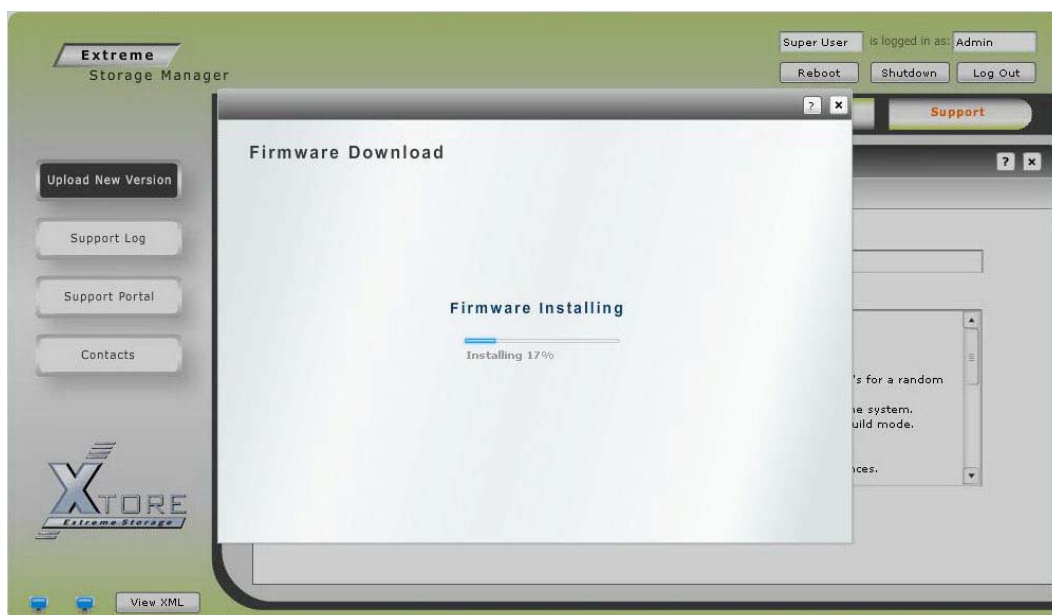 Extreme
Storage Manager
Super User is logged in as: Admin
Reboot Shutdown Log Out
Support
Firmware Download
Upload New Version
Support Log
Support Portal
Contacts
Firmware Installing
Installing 17%
's for a random
e system.
uild mode.
nces.
XTORE
Extreme Storage
View XML